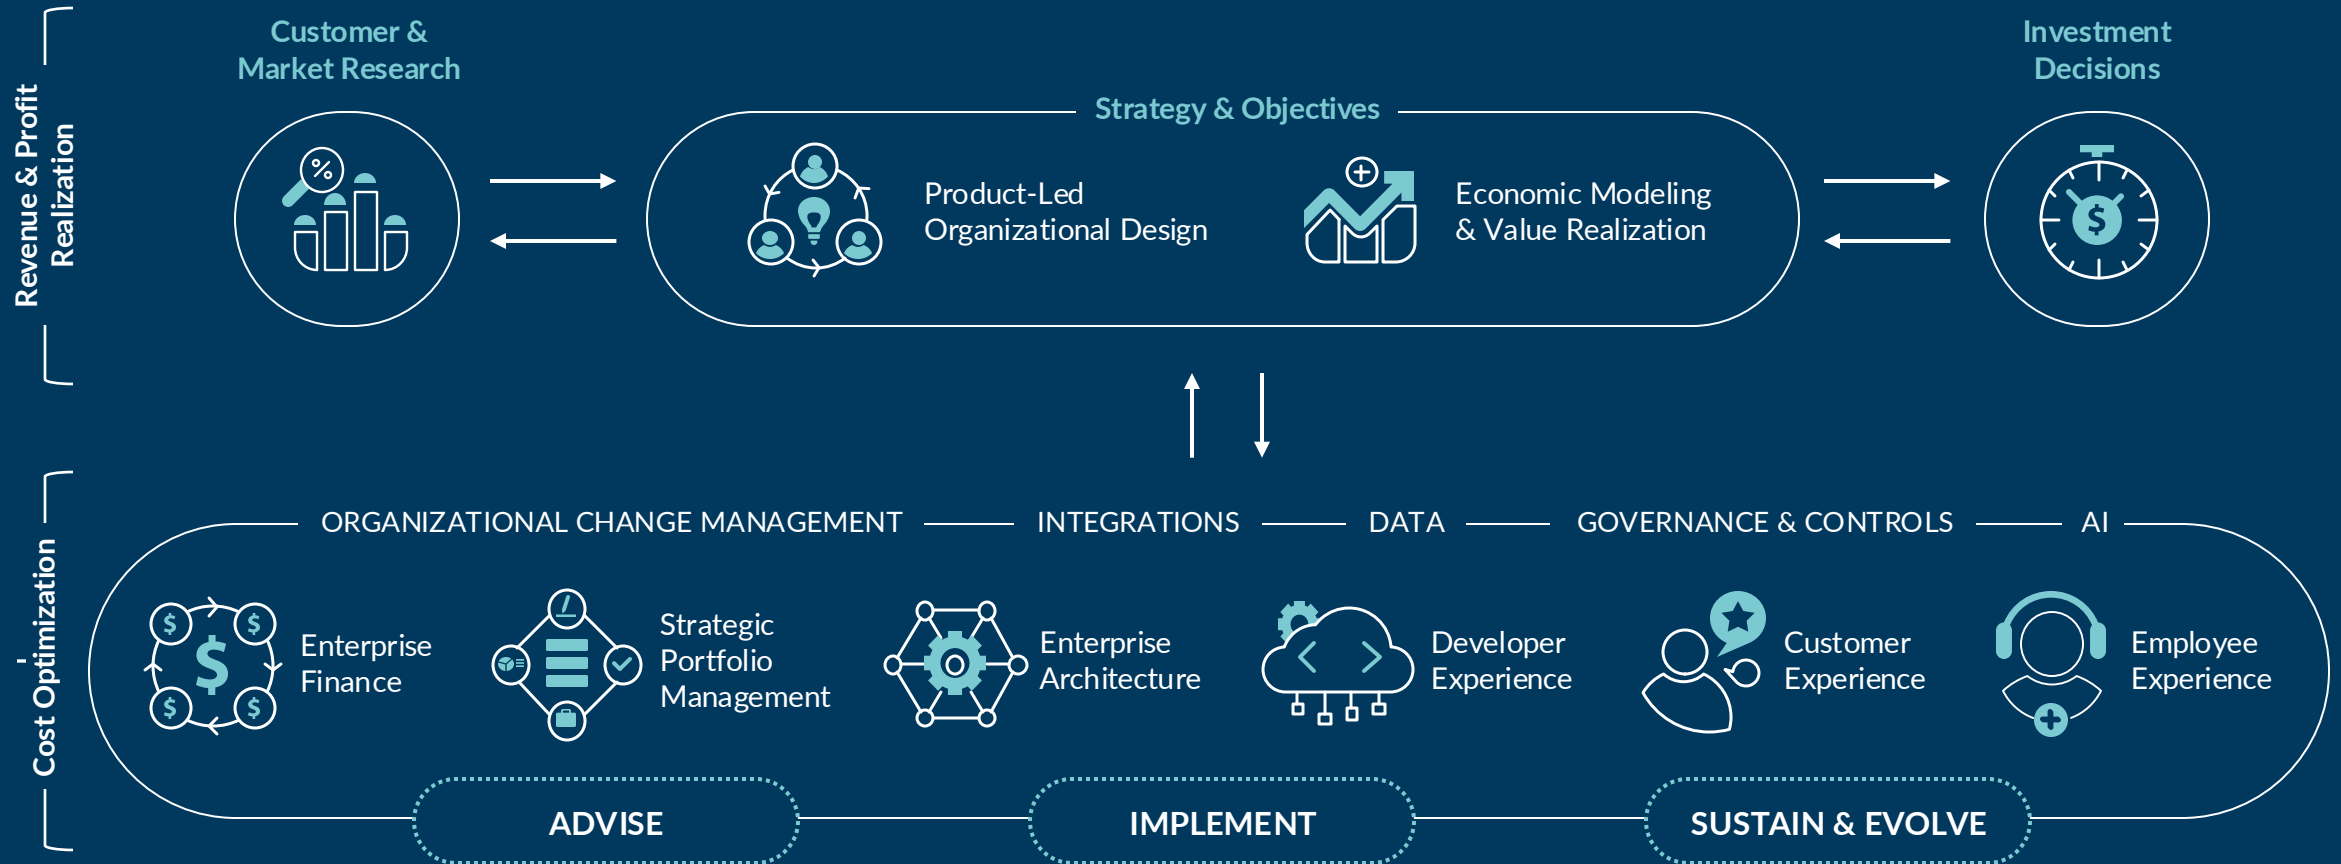 Customer &
Market Research
Investment
Decisions
Revenue & Profit
Realization
Strategy & Objectives
%
Product-Led
Organizational Design
Economic Modeling
& Value Realization
$
ORGANIZATIONAL CHANGE MANAGEMENT
INTEGRATIONS
DATA
GOVERNANCE & CONTROLS
AI
Cost Optimization
$
$
$
$
$
Enterprise
Finance
Strategic
Portfolio
Management
Enterprise
Architecture
Developer
Experience
Customer
Experience
Employee
Experience
ADVISE
IMPLEMENT
SUSTAIN & EVOLVE